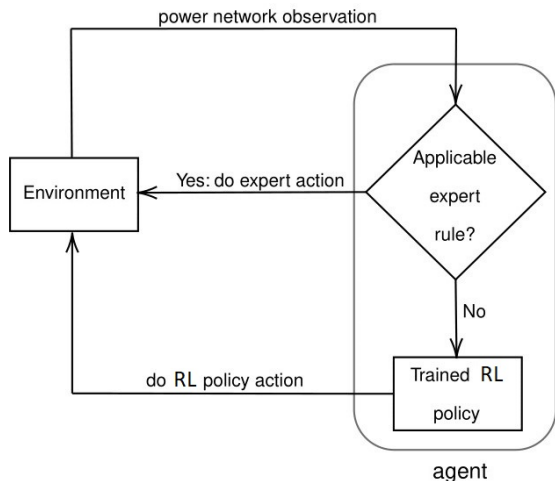 power network observation
Applicable
expert
rule?
Yes: do expert action
Environment
No
Trained RL
policy
do RL policy action
agent